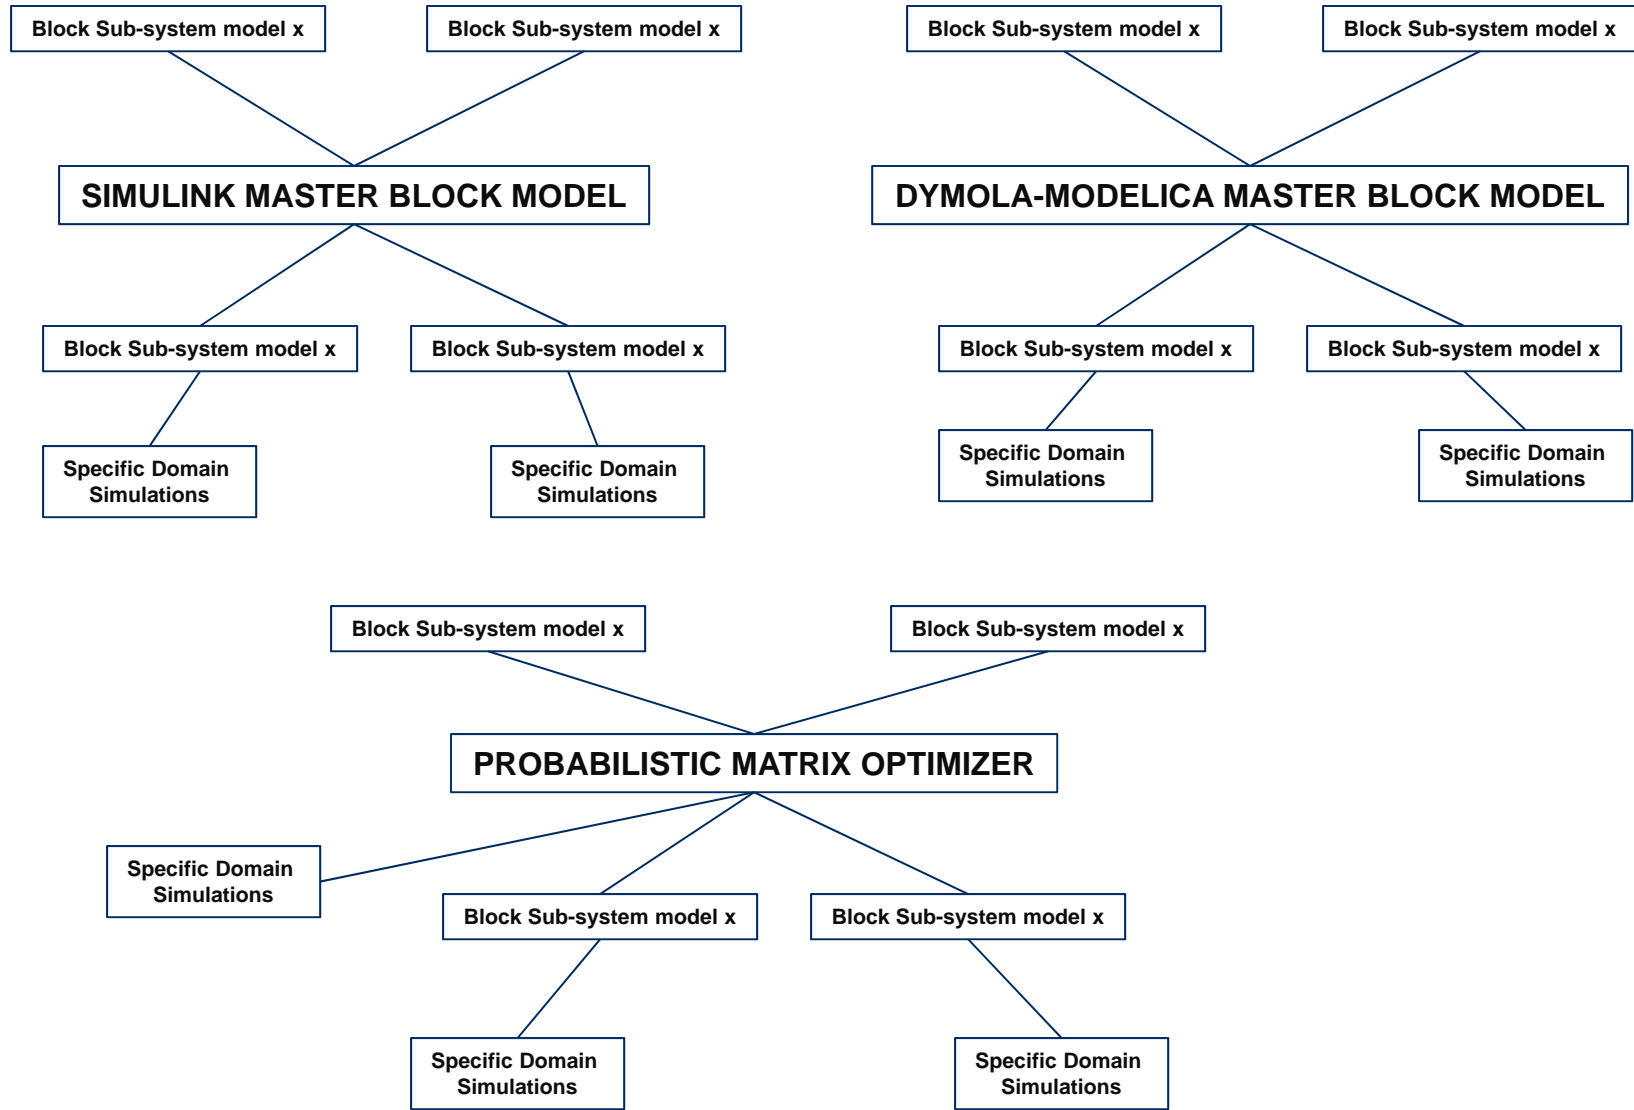 Block Sub-system model x
Block Sub-system model x
Block Sub-system model x
Block Sub-system model x
SIMULINK MASTER BLOCK MODEL
DYMOLA-MODELICA MASTER BLOCK MODEL
Block Sub-system model x
Block Sub-system model x
Block Sub-system model x
Block Sub-system model x
Specific Domain
Simulations
Specific Domain
Simulations
Specific Domain
Simulations
Specific Domain
Simulations
Block Sub-system model x
Block Sub-system model x
PROBABILISTIC MATRIX OPTIMIZER
Specific Domain
Simulations
Block Sub-system model x
Block Sub-system model x
Specific Domain
Simulations
Specific Domain
Simulations